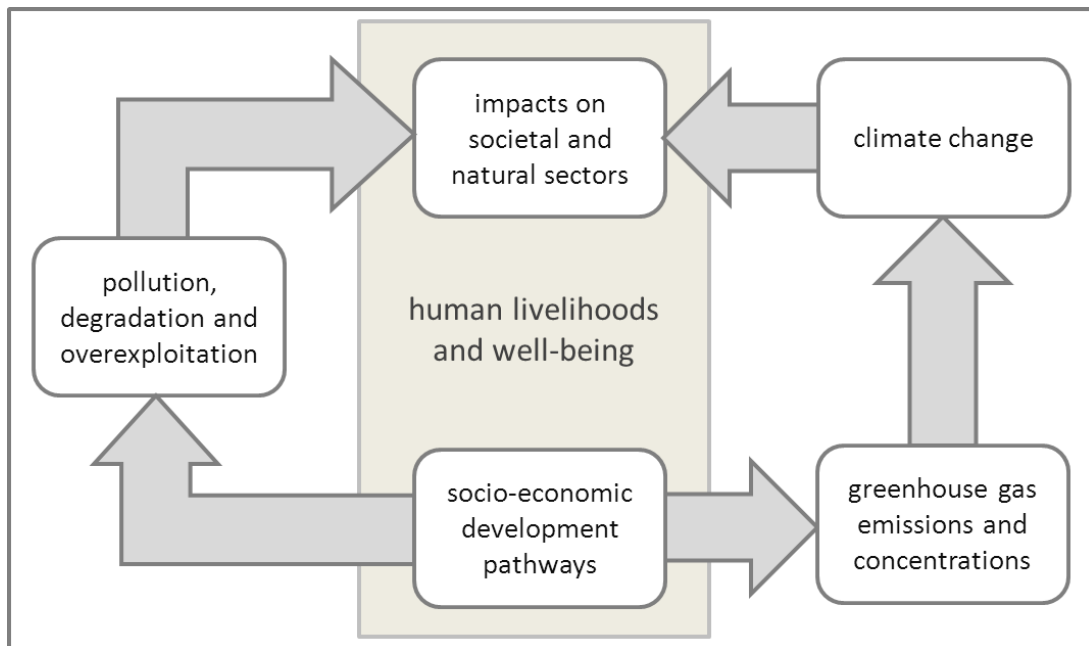 impacts on
societal and
natural sectors
climate change
pollution,
degradation and
overexploitation
human livelihoods
and well-being
socio-economic
development
pathways
greenhouse gas
emissions and
concentrations